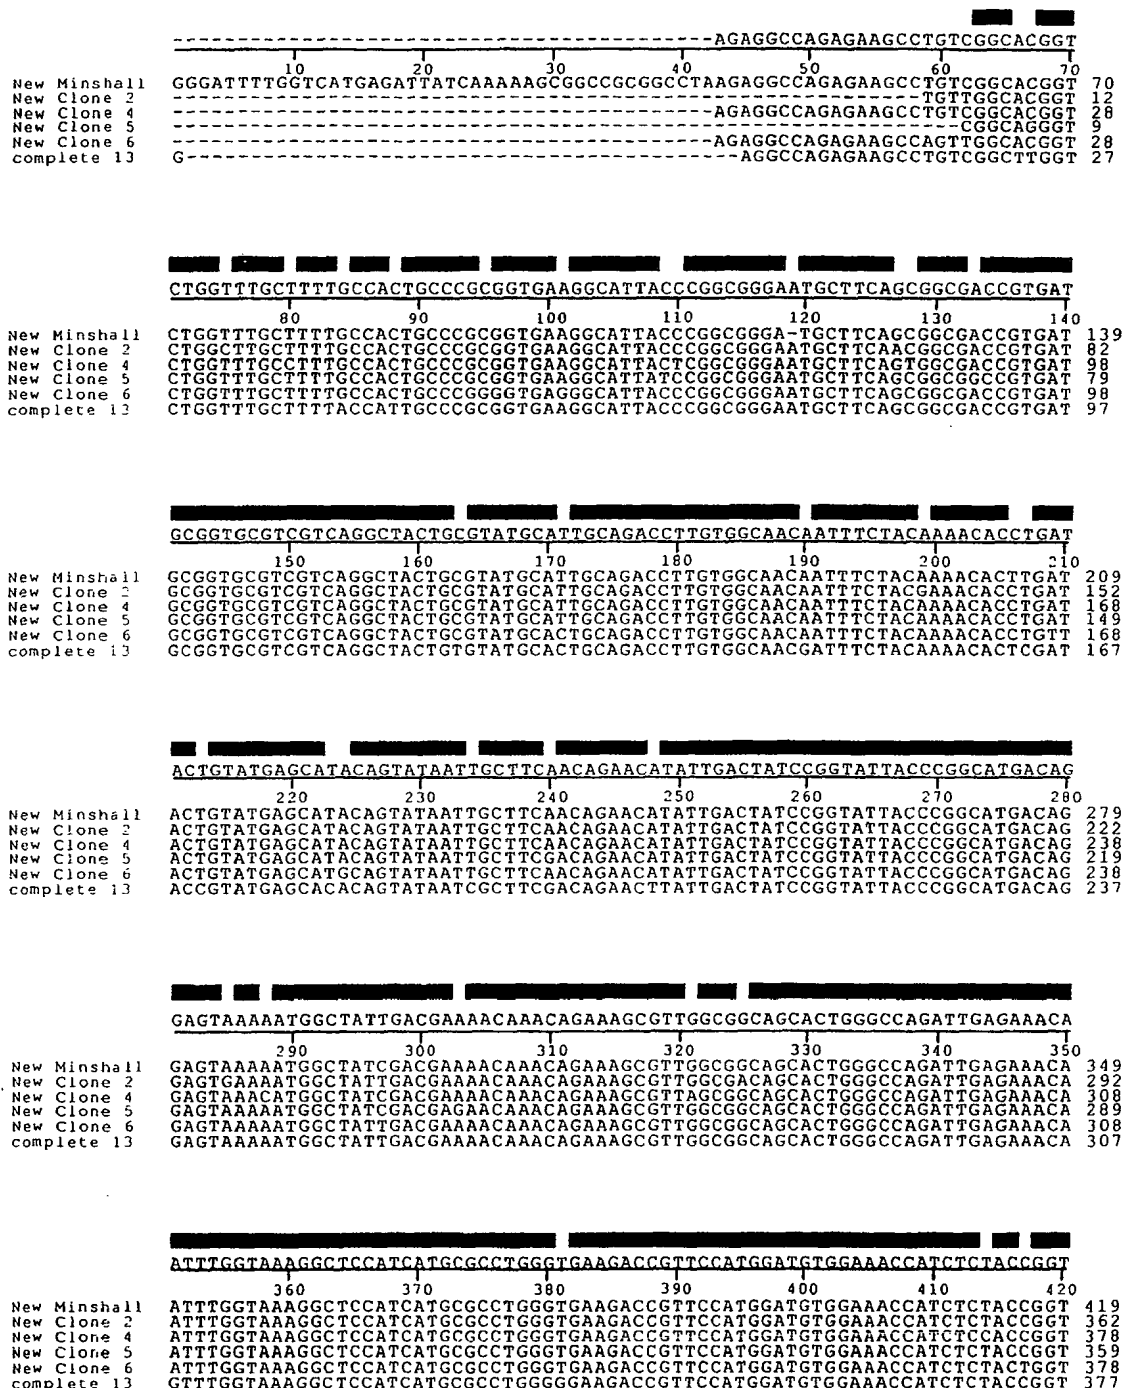 ------------------------------------------AGAGGCCAGAGAAGCCTGTCGGCACGGT
10 20 30 40 50 60 70
New Minshall GGGATTTTGGTCATGAGATTATCAAAAAGCGGCCGCGGCCTAAGAGGCCAGAGAAGCCTGTCGGCACGGT 70
New Clone 2 ----------------------------------------------------------TGTTGGCACGGT 12
New Clone 4 ------------------------------------------AGAGGCCAGAGAAGCCTGTCGGCACGGT 28
New Clone 5 -------------------------------------------------------------CGGCAGGGT 9
New Clone 6 ------------------------------------------AGAGGCCAGAGAAGCCAGTTGGCACGGT 28
complete 13 G-------------------------------------------AGGCCAGAGAAGCCTGTCGGCTTGGT 27
CTGGTTTGCTTTTGCCACTGCCCGCGGTGAAGGCATTACCCGGCGGGAATGCTTCAGCGGCGACCGTGAT
80 90 100 110 120 130 140
New Minshall CTGGTTTGCTTTTGCCACTGCCCGCGGTGAAGGCATTACCCGGCGGGA-TGCTTCAGCGGCGACCGTGAT 139
New Clone 2 CTGGCTTGCTTTTGCCACTGCCCGCGGTGAAGGCATTACCCGGCGGGAATGCTTCAACGGCGACCGTGAT 82
New Clone 4 CTGGTTTGCCTTTGCCACTGCCCGCGGTGAAGGCATTACTCGGCGGGAATGCTTCAGTGGCGACCGTGAT 98
New Clone 5 CTGGTTTGCTTTTGCCACTGCCCGCGGTGAAGGCATTATCCGGCGGGAATGCTTCAGCGGCGGCCGTGAT 79
New Clone 6 CTGGTTTGCTTTTGCCACTGCCCGGGGTGAGGGCATTACCCGGCGGGAATGCTTCAGCGGCGACCGTGAT 98
complete 13 CTGGTTTGCTTTTACCATTGCCCGCGGTGAAGGCATTACCCGGCGGGAATGCTTCAGCGGCGACCGTGAT 97
GCGGTGCGTCGTCAGGCTACTGCGTATGCATTGCAGACCTTGTGGCAACAATTTCTACAAAACACCTGAT
150 160 170 180 190 200 210
New Minshall GCGGTGCGTCGTCAGGCTACTGCGTATGCATTGCAGACCTTGTGGCAACAATTTCTACAAAACACTTGAT 209
New Clone 2 GCGGTGCGTCGTCAGGCTACTGCGTATGCATTGCAGACCTTGTGGCAACAATTTCTACGAAACACCTGAT 152
New Clone 4 GCGGTGCGTCGTCAGGCTACTGCGTATGCATTGCAGACCTTGTGGCAACAATTTCTACAAAACACCTGAT 168
New Clone 5 GCGGTGCGTCGTCAGGCTACTGCGTATGCATTGCAGACCTTGTGGCAACAATTTCTACAAAACACCTGAT 149
New Clone 6 GCGGTGCGTCGTCAGGCTACTGCGTATGCACTGCAGACCTTGTGGCAACAATTTCTACAAAACACCTGTT 168
complete 13 GCGGTGCGTCGTCAGGCTACTGTGTATGCACTGCAGACCTTGTGGCAACGATTTCTACAAAACACTCGAT 167
ACTGTATGAGCATACAGTATAATTGCTTCAACAGAACATATTGACTATCCGGTATTACCCGGCATGACAG
220 230 240 250 260 270 280
New Minshall ACTGTATGAGCATACAGTATAATTGCTTCAACAGAACATATTGACTATCCGGTATTACCCGGCATGACAG 279
New Clone 2 ACTGTATGAGCATACAGTATAATTGCTTCAACAGAACATATTGACTATCCGGTATTACCCGGCATGACAG 222
New Clone 4 ACTGTATGAGCATACAGTATAATTGCTTCAACAGAACATATTGACTATCCGGTATTACCCGGCATGACAG 238
New Clone 5 ACTGTATGAGCATACAGTATAATTGCTTCGACAGAACATATTGACTATCCGGTATTACCCGGCATGACAG 219
New Clone 6 ACTGTATGAGCATGCAGTATAATTGCTTCAACAGAACATATTGACTATCCGGTATTACCCGGCATGACAG 238
complete 13 ACCGTATGAGCACACAGTATAATCGCTTCGACAGAACTTATTGACTATCCGGTATTACCCGGCATGACAG 237
GAGTAAAAATGGCTATTGACGAAAACAAACAGAAAGCGTTGGCGGCAGCACTGGGCCAGATTGAGAAACA
290 300 310 320 330 340 350
New Minshall GAGTAAAAATGGCTATCGACGAAAACAAACAGAAAGCGTTGGCGGCAGCACTGGGCCAGATTGAGAAACA 349
New Clone 2 GAGTGAAAATGGCTATTGACGAAAACAAACAGAAAGCGTTGGCGACAGCACTGGGCCAGATTGAGAAACA 292
New Clone 4 GAGTAAACATGGCTATCGACGAAAACAAACAGAAAGCGTTAGCGGCAGCACTGGGCCAGATTGAGAAACA 308
New Clone 5 GAGTAAAAATGGCTATCGACGAGAACAAACAGAAAGCGTTGGCGGCAGCACTGGGCCAGATTGAGAAACA 289
New Clone 6 GAGTAAAAATGGCTATTGACGAAAACAAACAGAAAGCGTTGGCGGCAGCACTGGGCCAGATTGAGAAACA 308
complete 13 GAGTAAAAATGGCTATTGACGAAAACAAACAGAAAGCGTTGGCGGCAGCACTGGGCCAGATTGAGAAACA 307
ATTTGGTAAAGGCTCCATCATGCGCCTGGGTGAAGACCGTTCCATGGATGTGGAAACCATCTCTACCGGT
360 370 380 390 400 410 420
New Minshall ATTTGGTAAAGGCTCCATCATGCGCCTGGGTGAAGACCGTTCCATGGATGTGGAAACCATCTCTACCGGT 419
New Clone 2 ATTTGGTAAAGGCTCCATCATGCGCCTGGGTGAAGACCGTTCCATGGATGTGGAAACCATCTCTACCGGT 362
New Clone 4 ATTTGGTAAAGGCTCCATCATGCGCCTGGGTGAAGACCGTTCCATGGATGTGGAAACCATCTCCACCGGT 378
New Clone 5 ATTTGGTAAAGGCTCCATCATGCGCCTGGGTGAAGACCGTTCCATGGATGTGGAAACCATCTCTACCGGT 359
New Clone 6 ATTTGGTAAAGGCTCCATCATGCGCCTGGGTGAAGACCGTTCCATGGATGTGGAAACCATCTCTACTGGT 378
complete 13 GTTTGGTAAAGGCTCCATCATGCGCCTGGGGGAAGACCGTTCCATGGATGTGGAAACCATCTCTACCGGT 377